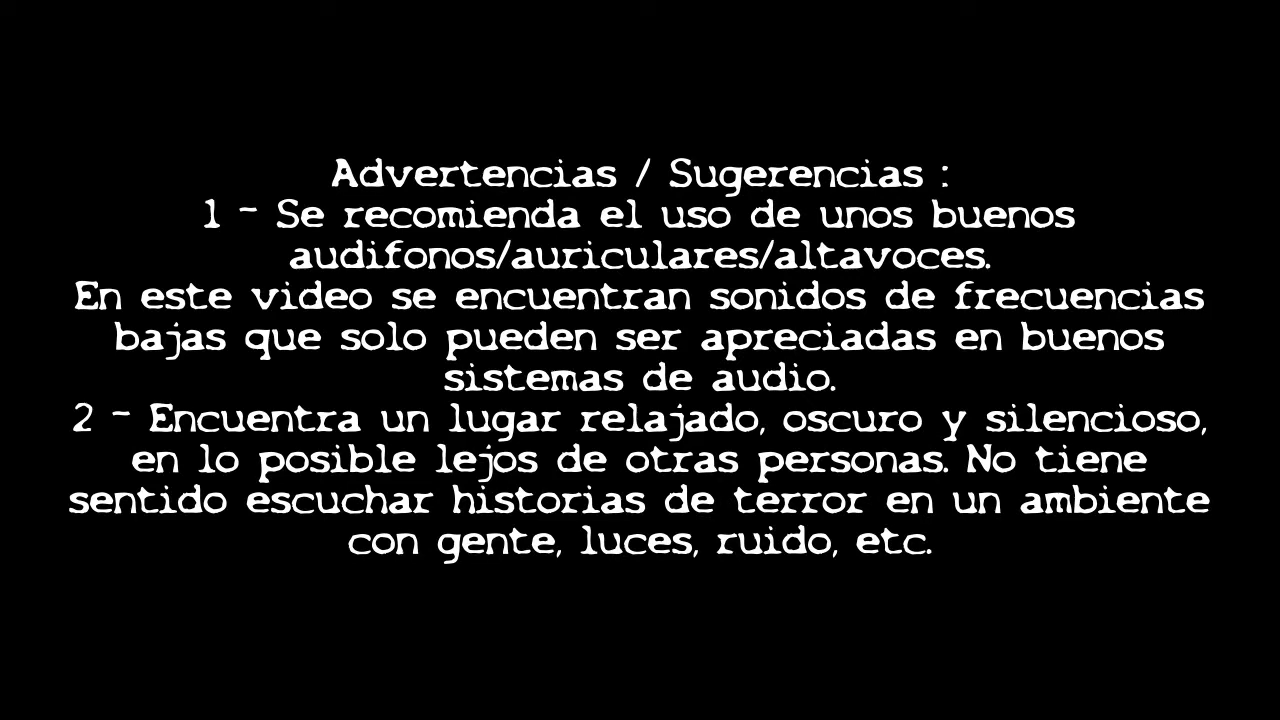 Advertencias / Sugerencias :
1 - Se recomienda el uso de unos buenos
audifonos/auriculares/altavoces.
En este video se encuentran sonidos de frecuencias
bajas que solo pueden ser apreciadas en buenos
sistemas de audio.
2 - Encuentra un lugar relajado, oscuro y silencioso,
en lo posible lejos de otras personas. No tiene
sentido escuchar historias de terror en un ambiente
con gente, luces, ruido, etc.